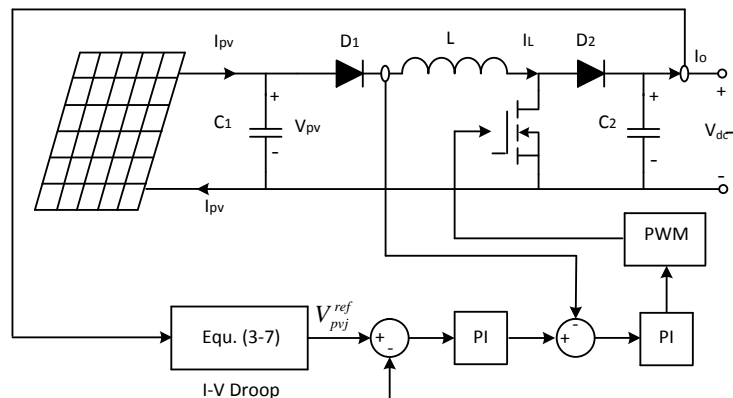 Ipv
D1
L
IL
D2
Io
+
C1
-
Vpv
+
C2
-
+
Vdc
-
Ipv
PWM
V_{pvj}^{ref}
Equ. (3-7)
+
-
PI
-
+
PI
I-V Droop